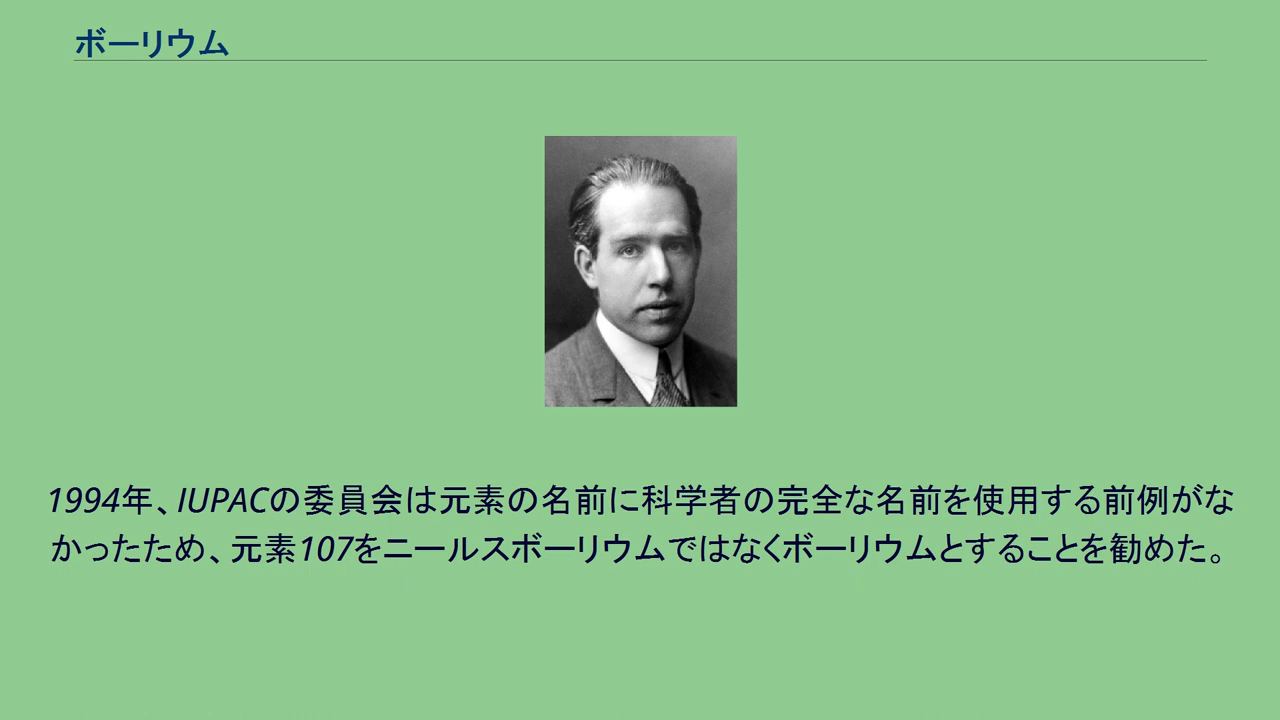 ボーリウム
1994年、IUPACの委員会は元素の名前に科学者の完全な名前を使用する前例がな
かったため、元素107をニールスボーリウムではなくボーリウムとすることを勧めた。